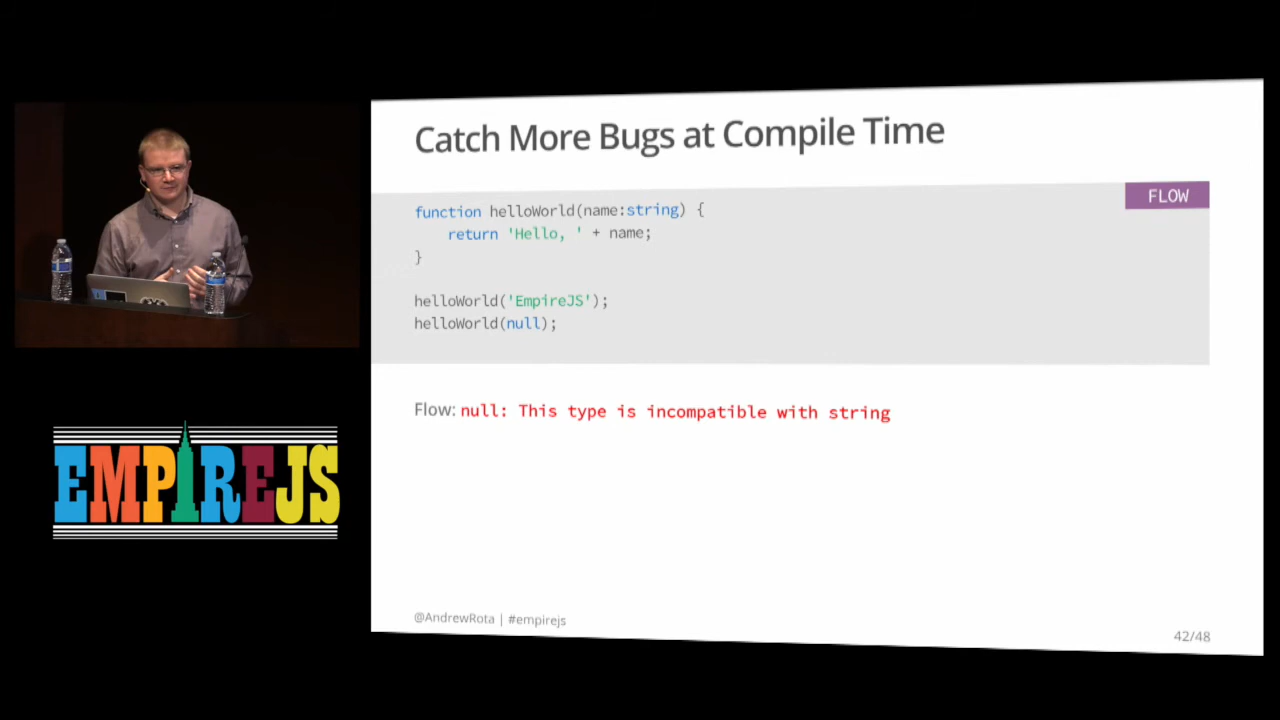 Catch More Bugs at Compile Time
FLOW
function helloWorld(name:string) {
return 'Hello, ' + name;
}
helloWorld('EmpireJS');
helloWorld(null);
Flow: null: This type is incompatible with string
EMPIREJS
@AndrewRota | #empirejs
42/48